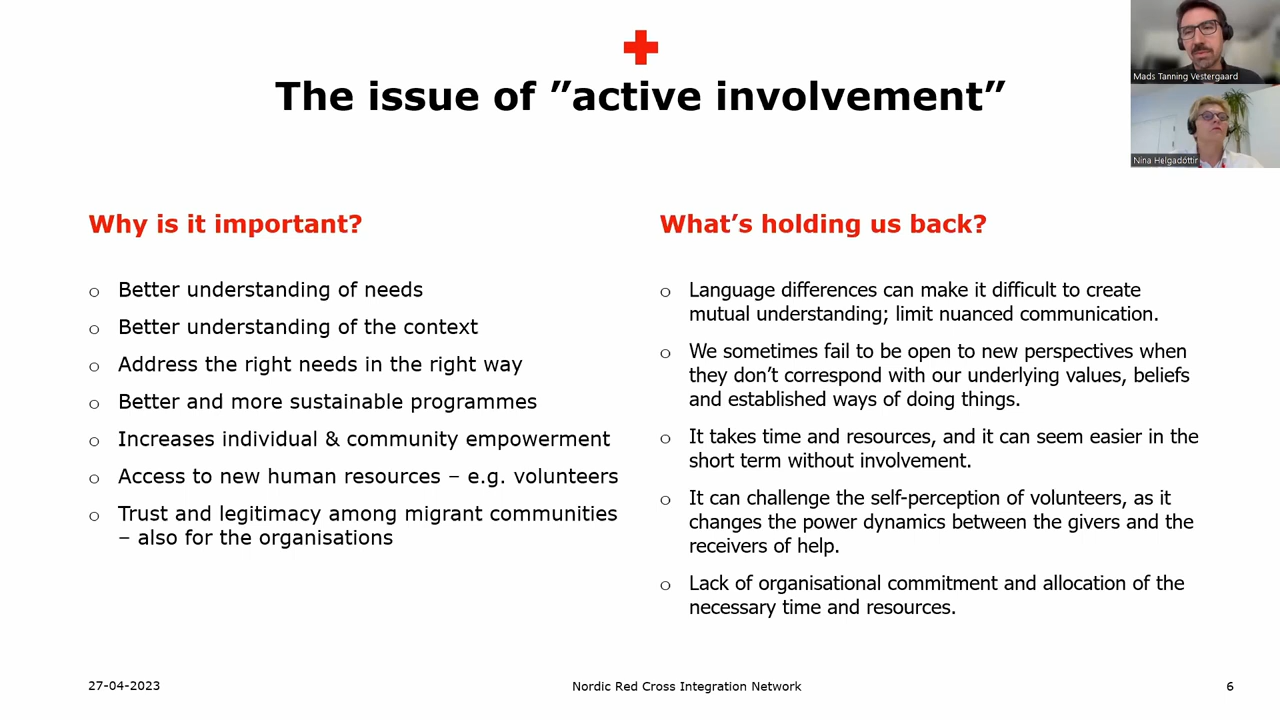 The issue of ”active involvement”
Mads Tanning Vestergaard
Nína Helgadóttir
Why is it important?
o Better understanding of needs
o Better understanding of the context
o Address the right needs in the right way
o Better and more sustainable programmes
o Increases individual & community empowerment
o Access to new human resources – e.g. volunteers
o Trust and legitimacy among migrant communities
– also for the organisations
What’s holding us back?
o Language differences can make it difficult to create
mutual understanding; limit nuanced communication.
o We sometimes fail to be open to new perspectives when
they don’t correspond with our underlying values, beliefs
and established ways of doing things.
o It takes time and resources, and it can seem easier in the
short term without involvement.
o It can challenge the self-perception of volunteers, as it
changes the power dynamics between the givers and the
receivers of help.
o Lack of organisational commitment and allocation of the
necessary time and resources.
27-04-2023
Nordic Red Cross Integration Network
6